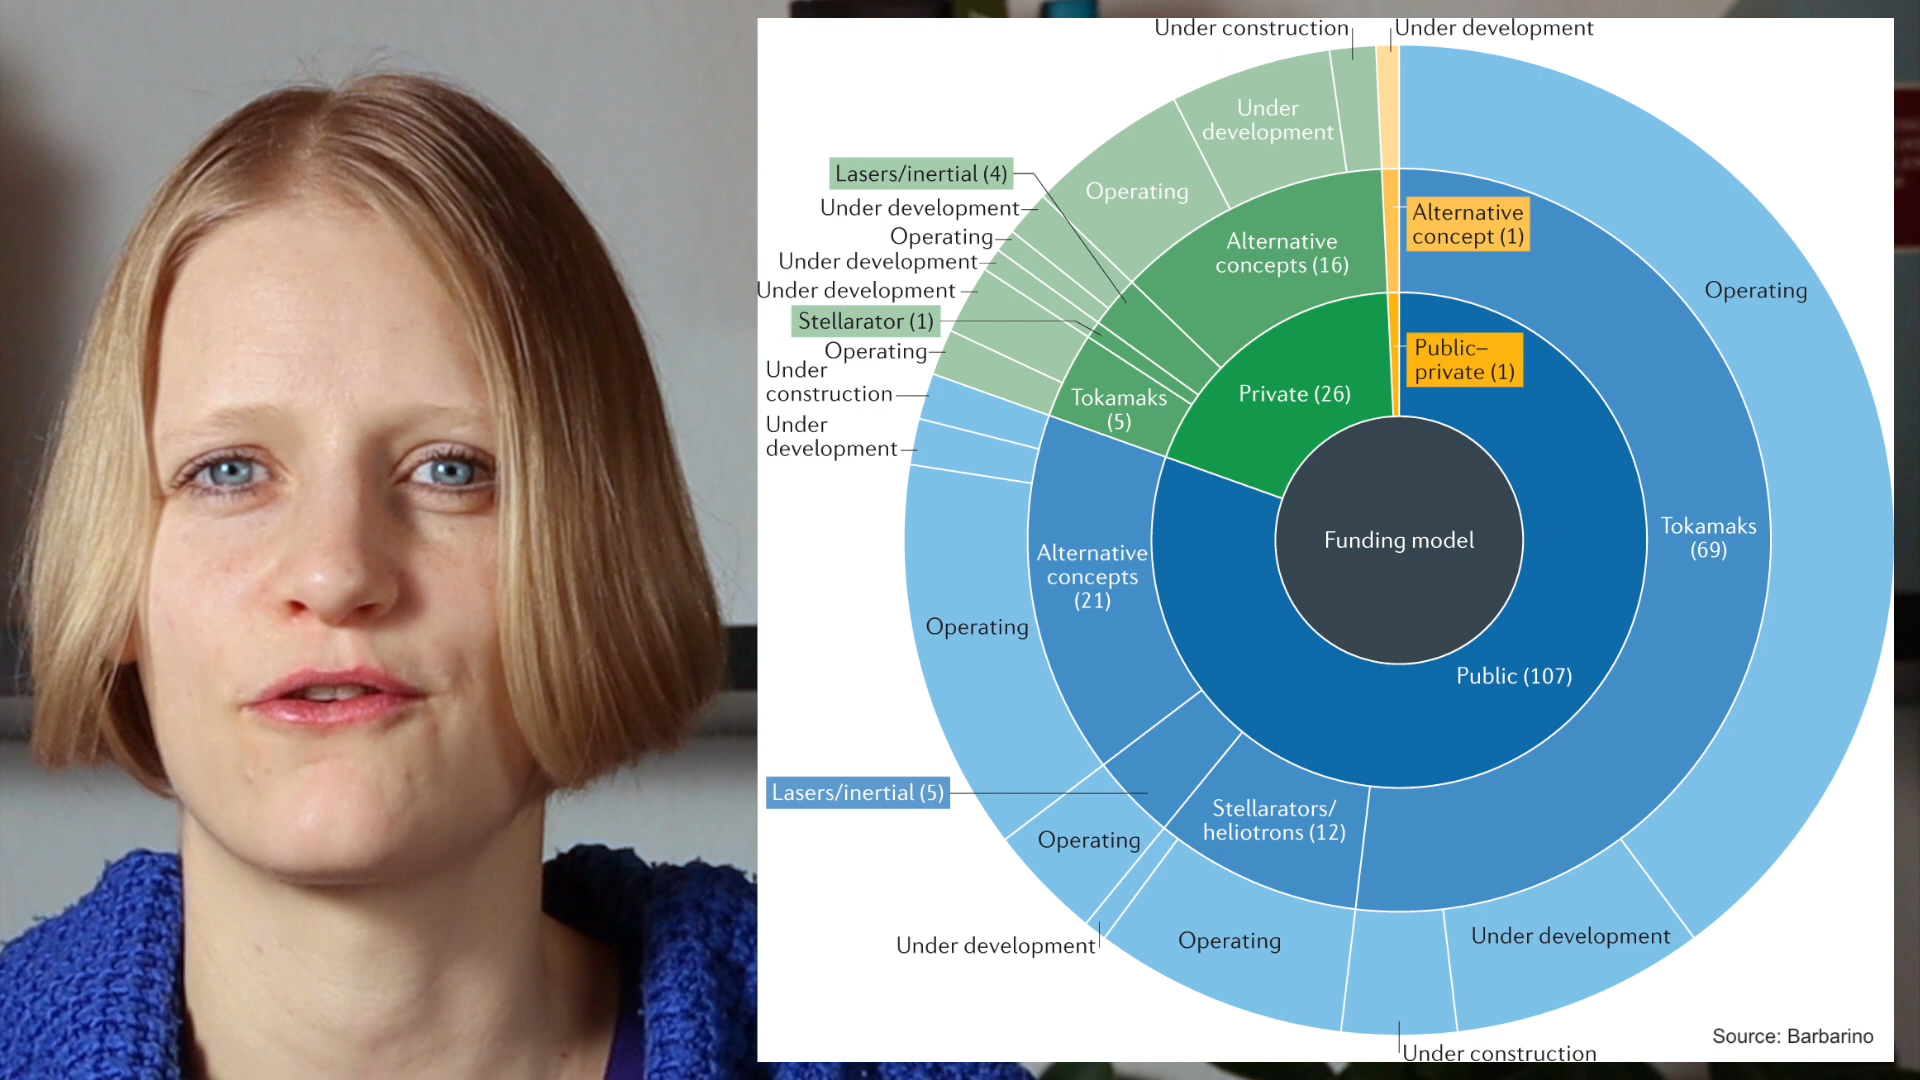 Under construction
Under development
Under
development
Lasers/inertial (4)
Operating
Under development
Operating
Under development
Under development
Stellarator (1)
Operating
Under
construction
Under
development
Alternative
concepts (16)
Alternative
concept (1)
Operating
Public–
private (1)
Private (26)
Tokamaks
(5)
Funding model
Tokamaks
(69)
Alternative
concepts
(21)
Operating
Public (107)
Lasers/inertial (5)
Operating
Stellarators/
heliotrons (12)
Under development
Operating
Under development
Under construction
Source: Barbarino